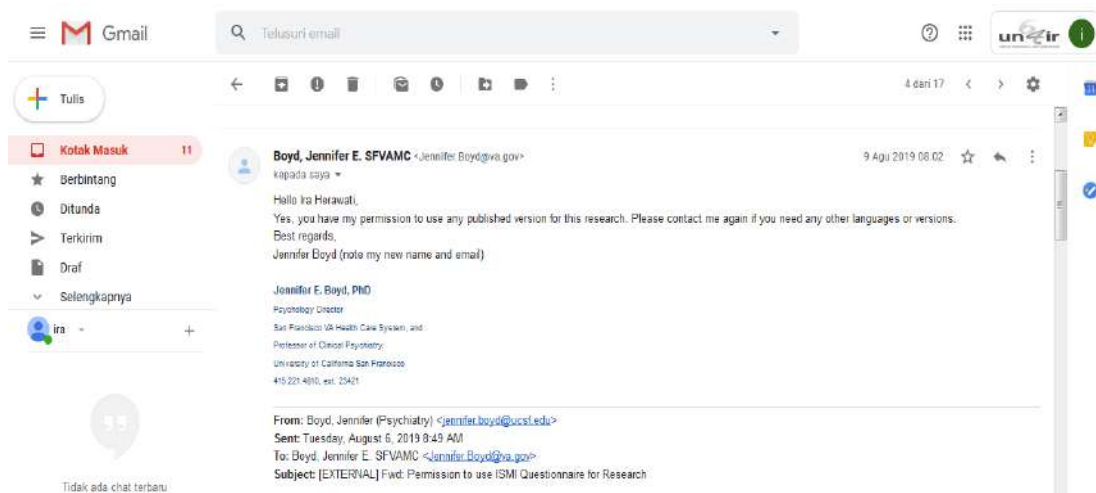 Gmail
Telusuri email
unair
i
Tulis
4 dari 17
Kotak Masuk 11
Berbintang
Ditunda
Terkirim
Draf
Selengkapnya
ira
Tidak ada chat terbaru
Boyd, Jennifer E. SFVAMC <Jennifer.Boyd@va.gov>
9 Agu 2019 08.02
kepada saya
Hello Ira Herawati,
Yes, you have my permission to use any published version for this research. Please contact me again if you need any other languages or versions.
Best regards,
Jennifer Boyd (note my new name and email)
Jennifer E. Boyd, PhD
Psychology Director
San Francisco VA Health Care System, and
Professor of Clinical Psychiatry,
University of California San Francisco
415.221.4810, ext. 23421
From: Boyd, Jennifer (Psychiatry) <jennifer.boyd@ucsf.edu>
Sent: Tuesday, August 6, 2019 8:49 AM
To: Boyd, Jennifer E. SFVAMC <Jennifer.Boyd@va.gov>
Subject: [EXTERNAL] Fwd: Permission to use ISMI Questionnaire for Research